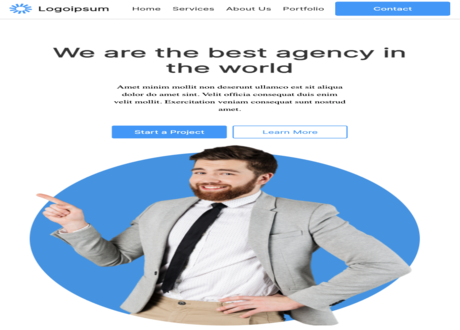 Logoipsum Home Services About Us Portfolio Contact
We are the best agency in
the world
Amet minim mollit non deserunt ullamco est sit aliqua
dolor do amet sint. Velit officia consequat duis enim
velit mollit. Exercitation veniam consequat sunt nostrud
amet.
Start a Project Learn More